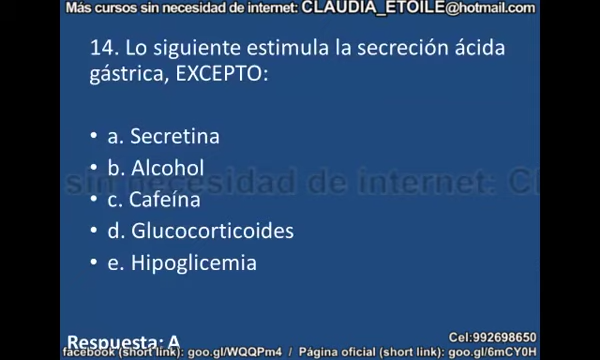 Más cursos sin necesidad de internet: CLAUDIA_ETOILE@hotmail.com
14. Lo siguiente estimula la secreción ácida
gástrica, EXCEPTO:
• a. Secretina
• b. Alcohol
sin necesidad de internet:
• c. Cafeína
• d. Glucocorticoides
• e. Hipoglicemia
Respuesta: A
Cel:992698650
facebook (short link): goo.gl/WQQPm4 / Página oficial (short link): goo.gl/6mCY0H